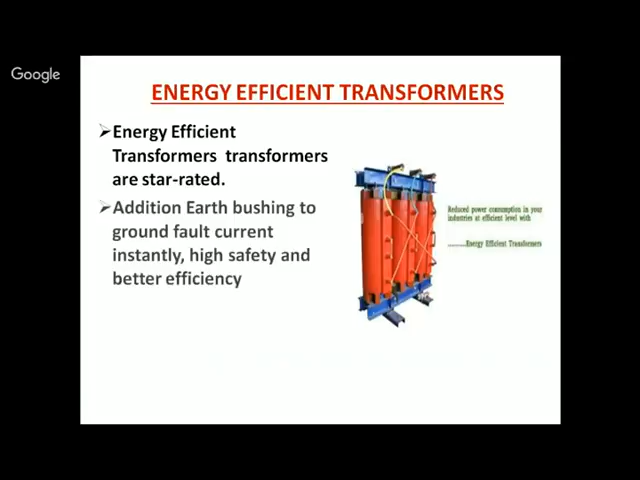 Google
ENERGY EFFICIENT TRANSFORMERS
➢Energy Efficient
Transformers transformers
are star-rated.
➢Addition Earth bushing to
ground fault current
instantly, high safety and
better efficiency
Reduced power consumption in your
industries at efficient level with
........Energy Efficient Transformers